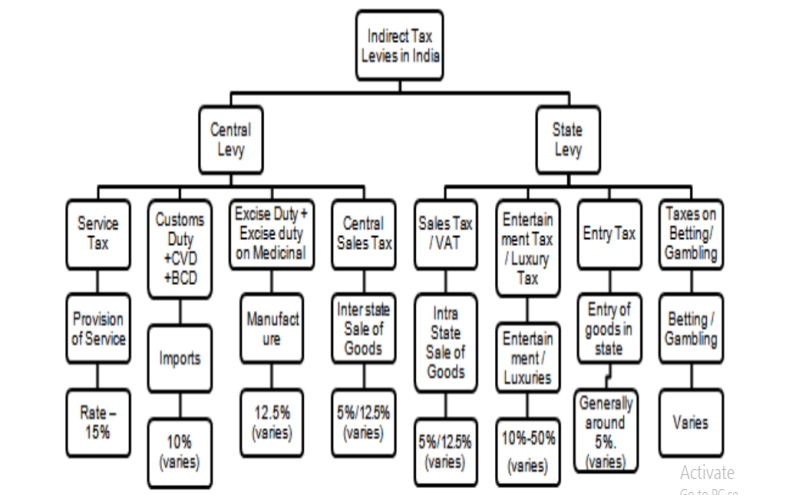 Indirect Tax
Levies in India
Central
Levy
State
Levy
Service
Tax
Customs
Duty
+CVD
+BCD
Excise Duty +
Excise duty
on Medicinal
Central
Sales Tax
Sales Tax
/ VAT
Entertain
ment Tax
/ Luxury
Tax
Entry Tax
Taxes on
Betting/
Gambling
Provision
of Service
Imports
Manufact
ure
Inter state
Sale of
Goods
Intra
State
Sale of
Goods
Entertain
ment /
Luxuries
Entry of
goods in
state
Betting /
Gambling
Rate –
15%
10%
(varies)
12.5%
(varies)
5%/12.5%
(varies)
5%/12.5%
(varies)
10%-50%
(varies)
Generally
around
5%.
(varies)
Varies
Activate
Go to PC se